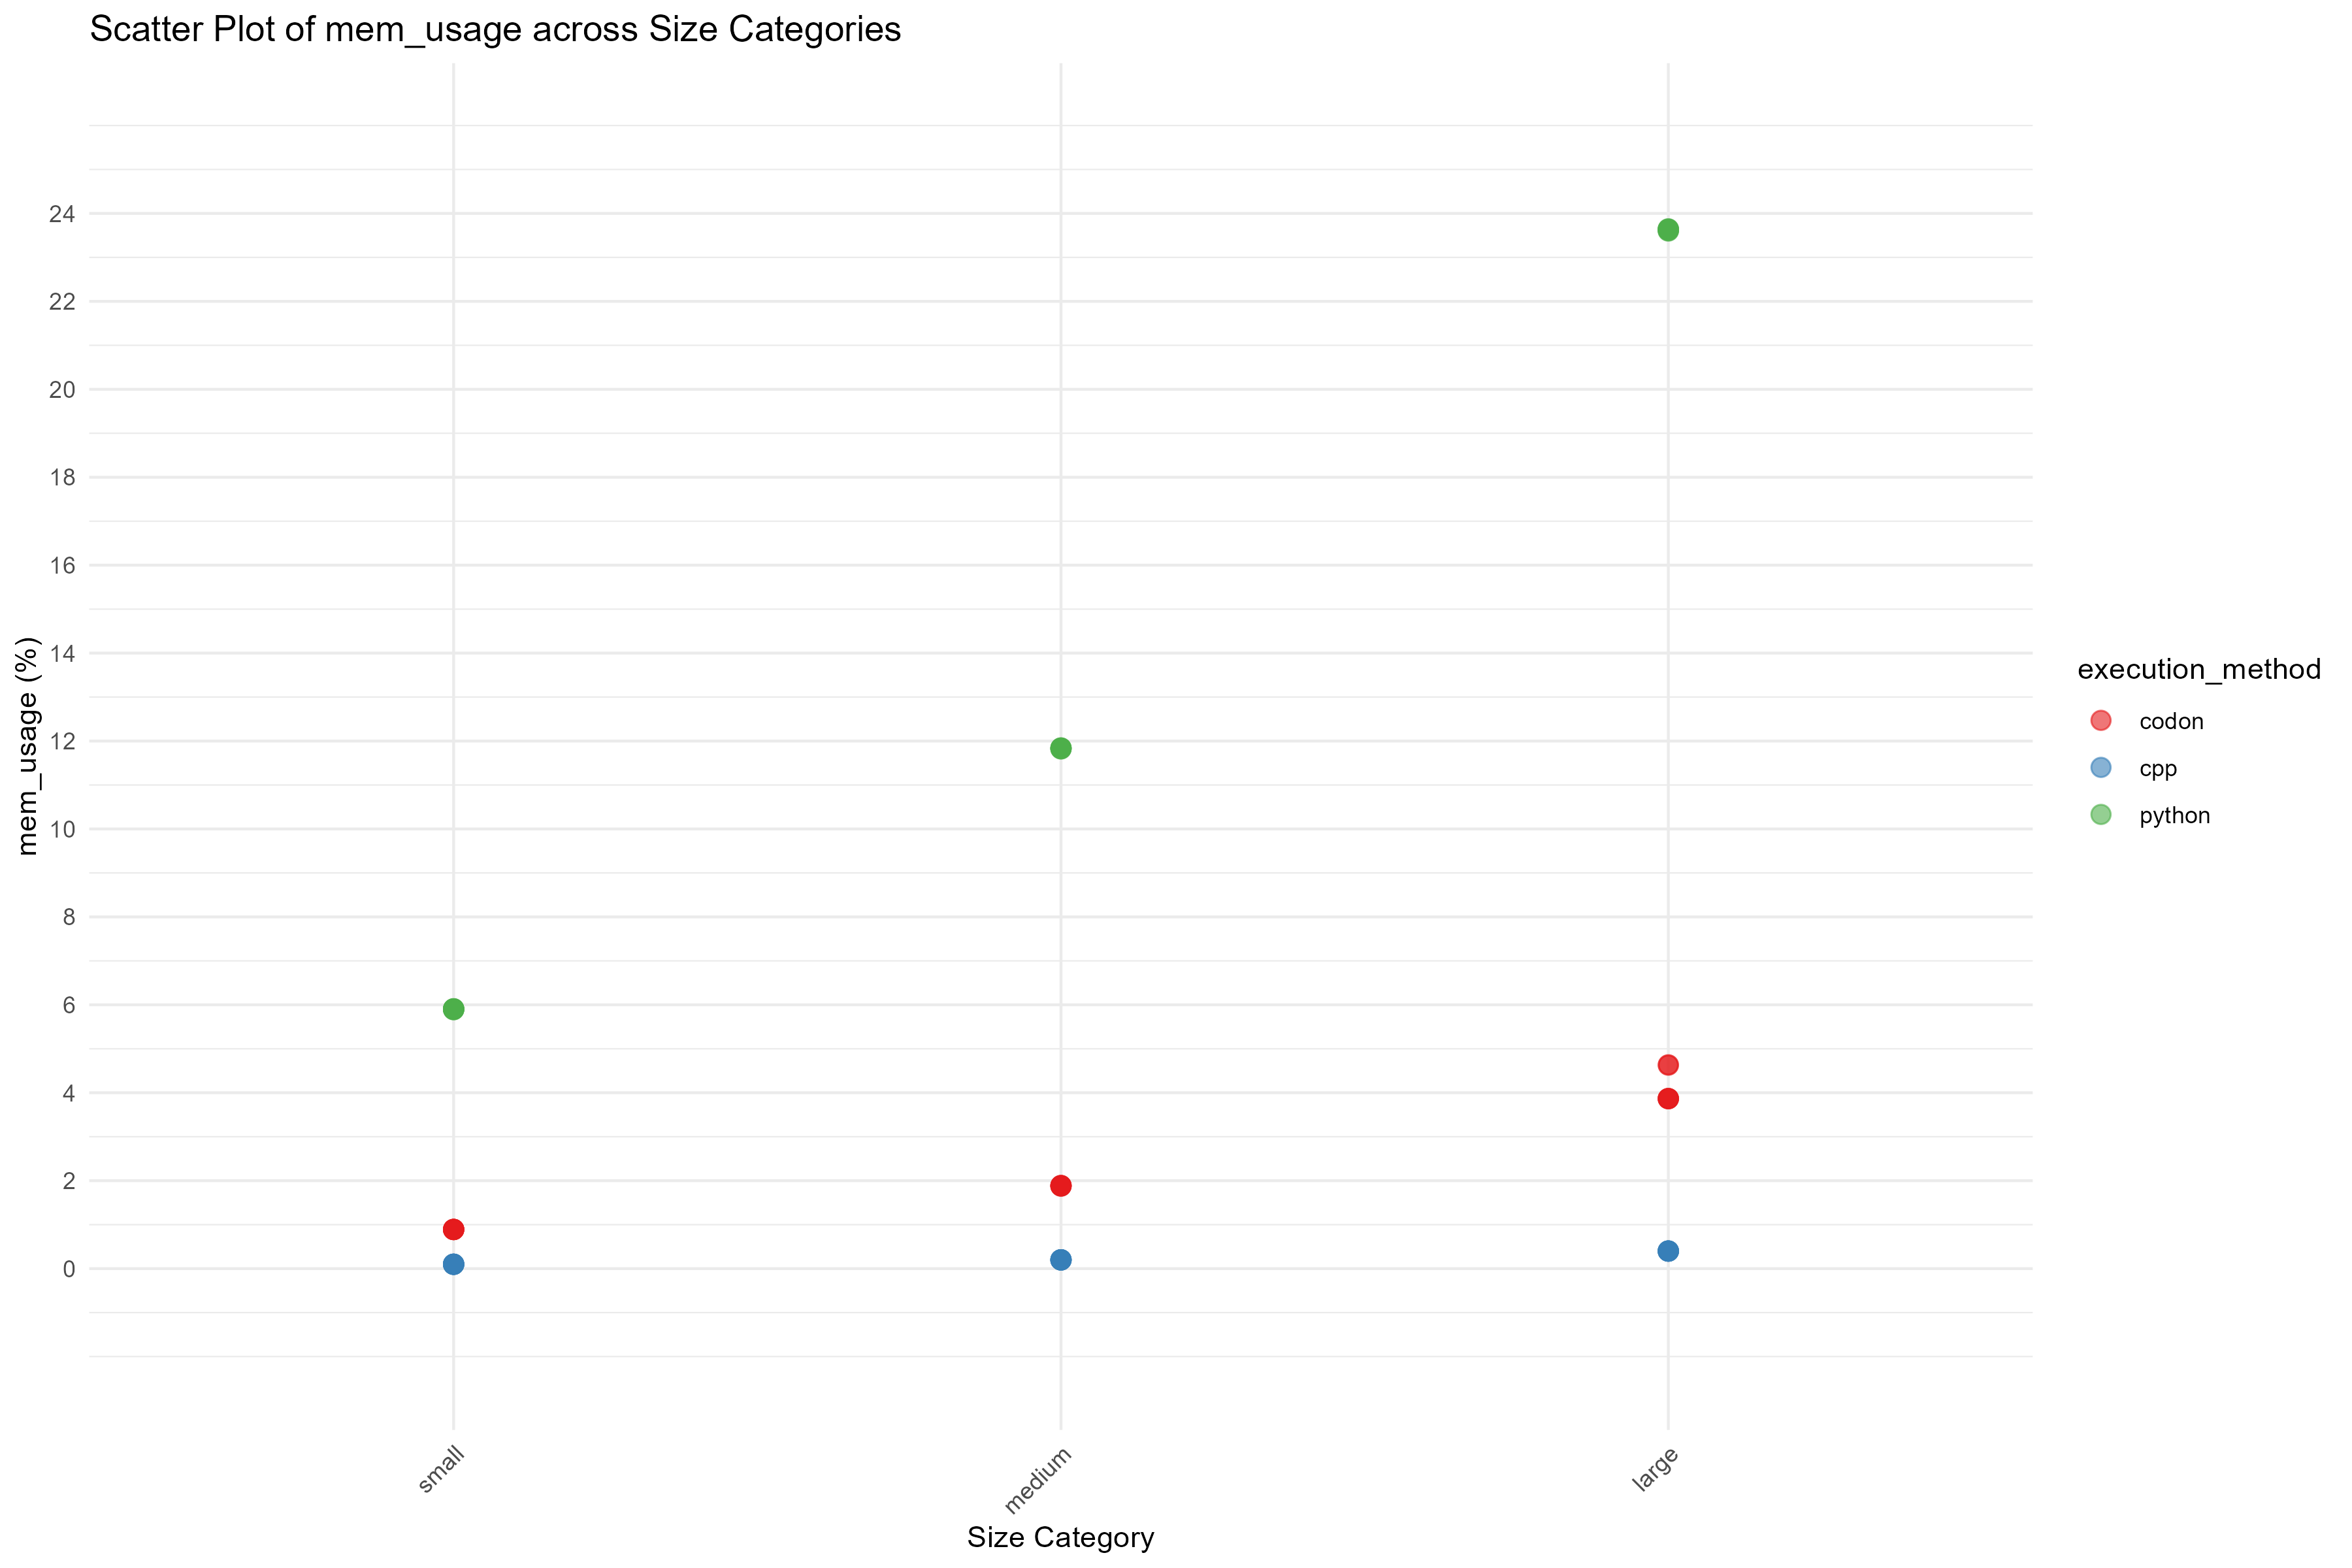 Scatter Plot of mem_usage across Size Categories
mem_usage (%)
24
22
20
18
16
14
12
10
8
6
4
2
0
small
medium
large
Size Category
execution_method
codon
cpp
python